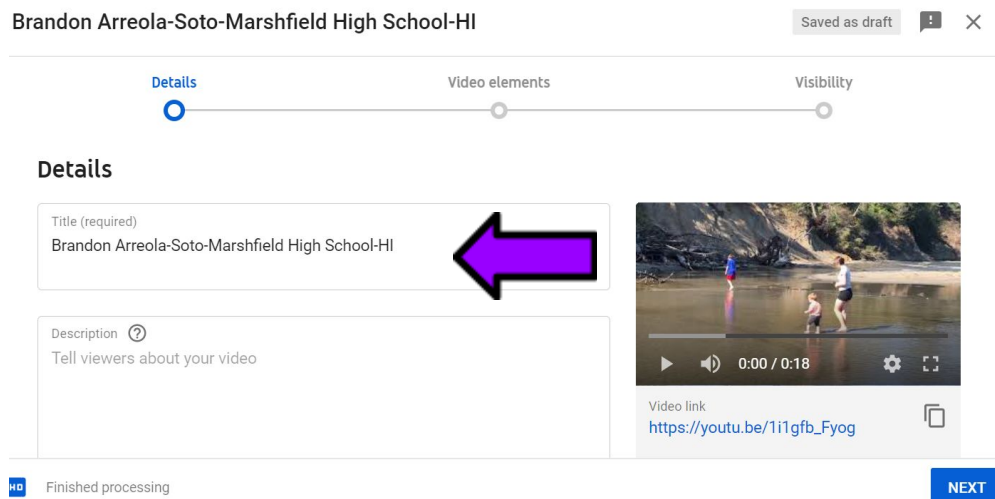 Brandon Arreola-Soto-Marshfield High School-HI
Saved as draft
Details
Video elements
Visibility
Details
Title (required)
Brandon Arreola-Soto-Marshfield High School-HI
Description
Tell viewers about your video
0:00 / 0:18
Video link
https://youtu.be/1i1gfb_Fyog
HD
Finished processing
NEXT